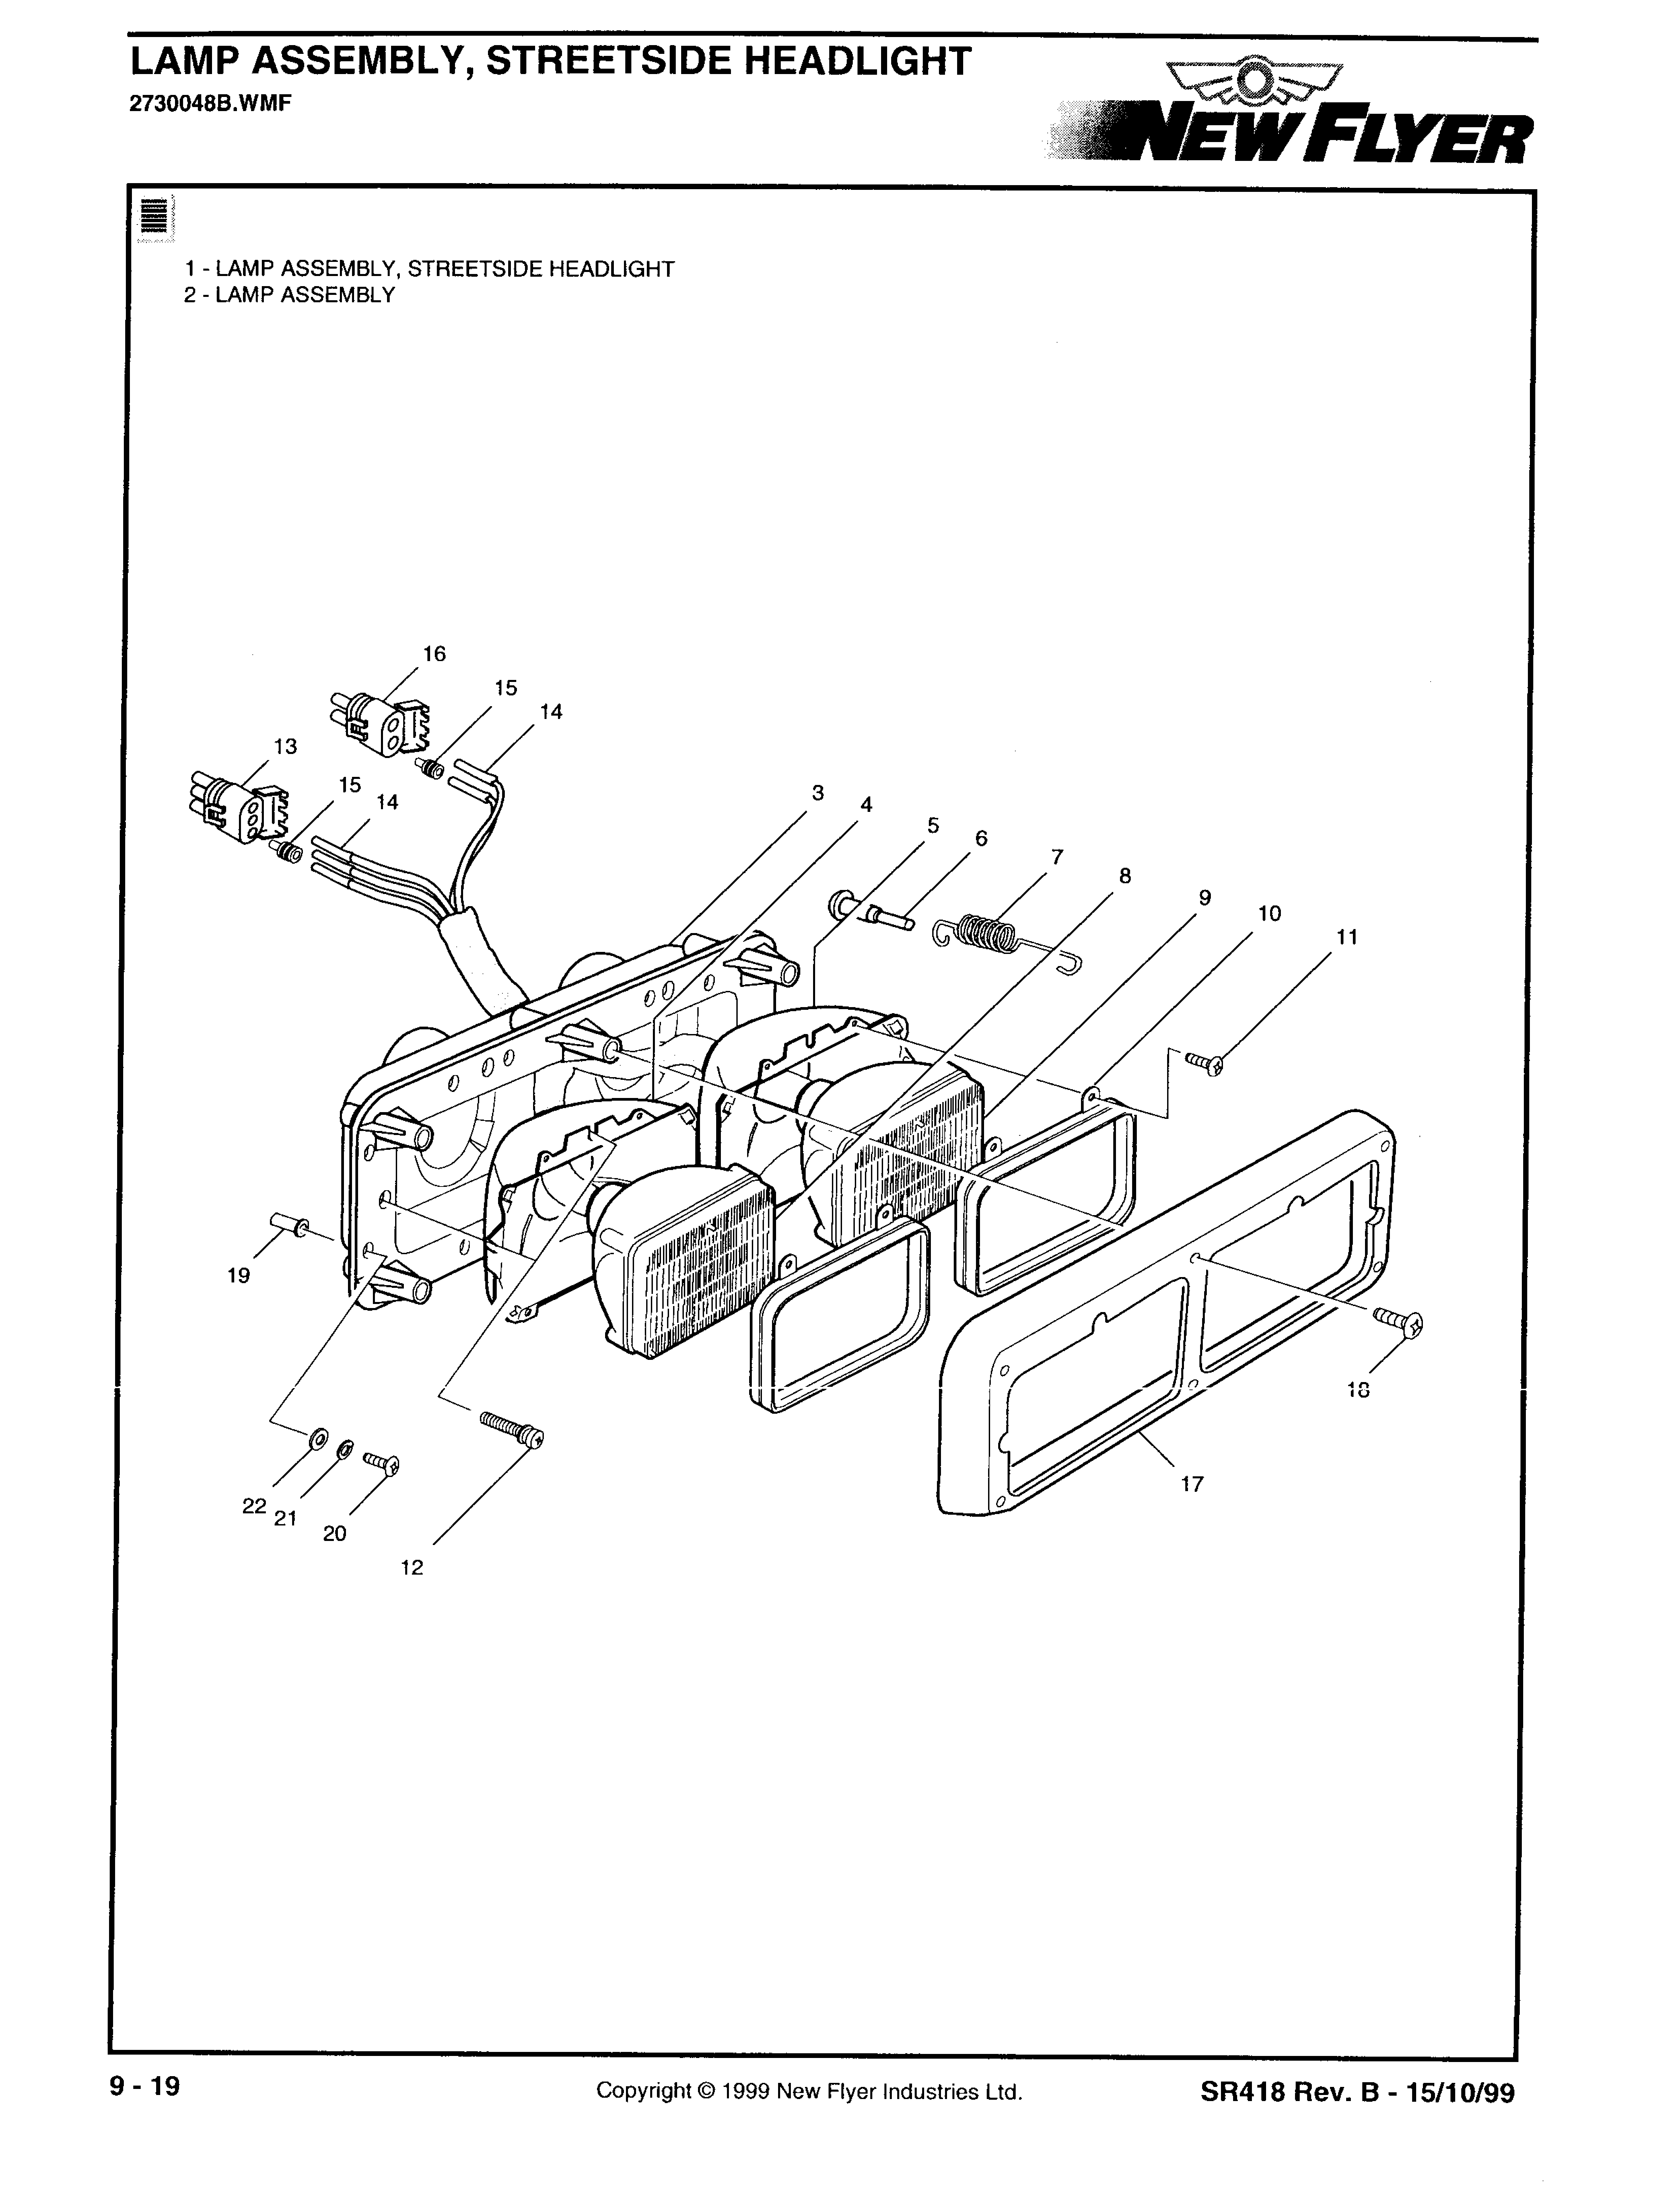 LAMP ASSEMBLY, STREETSIDE HEADLIGHT
2730048B.WMF
NEW FLYER
1 - LAMP ASSEMBLY, STREETSIDE HEADLIGHT
2 - LAMP ASSEMBLY
16
15
14
13
15
14
3
4
5
6
7
8
9
10
11
19
18
17
22
21
20
12
9 - 19
Copyright © 1999 New Flyer Industries Ltd.
SR418 Rev. B - 15/10/99